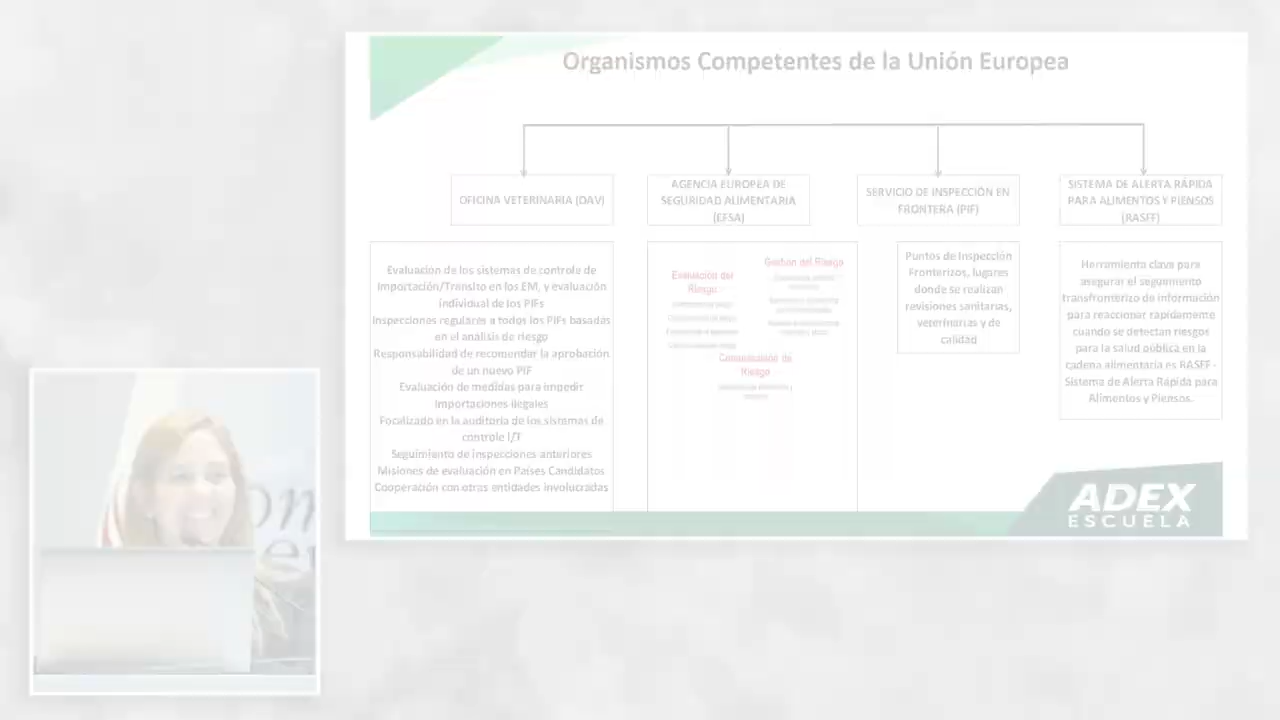 Organismos Competentes de la Unión Europea
OFICINA VETERINARIA (DAV)
AGENCIA EUROPEA DE
SEGURIDAD ALIMENTARIA
(EFSA)
SERVICIO DE INSPECCIÓN EN
FRONTERA (PIF)
SISTEMA DE ALERTA RÁPIDA
PARA ALIMENTOS Y PIENSOS
(RASFF)
Evaluación de los sistemas de controle de
Importación/Transito en los EM, y evaluación
individual de los PIFs
Inspecciones regulares a todos los PIFs basadas
en el análisis de riesgo
Responsabilidad de recomendar la aprobación
de un nuevo PIF
Evaluación de medidas para impedir
importaciones ilegales
Focalizado en la auditoria de los sistemas de
controle I/T
Seguimiento de inspecciones anteriores
Misiones de evaluación en Países Candidatos
Cooperación con otras entidades involucradas
Evaluación del
Riesgo
Gestión del Riesgo
Comunicación de
Riesgo
Puntos de Inspección
Fronterizos, lugares
donde se realizan
revisiones sanitarias,
veterinarias y de
calidad
Herramienta clave para
asegurar el seguimiento
transfronterizo de información
para reaccionar rápidamente
cuando se detectan riesgos
para la salud pública en la
cadena alimentaria es RASFF -
Sistema de Alerta Rápida para
Alimentos y Piensos.
ADEX
ESCUELA